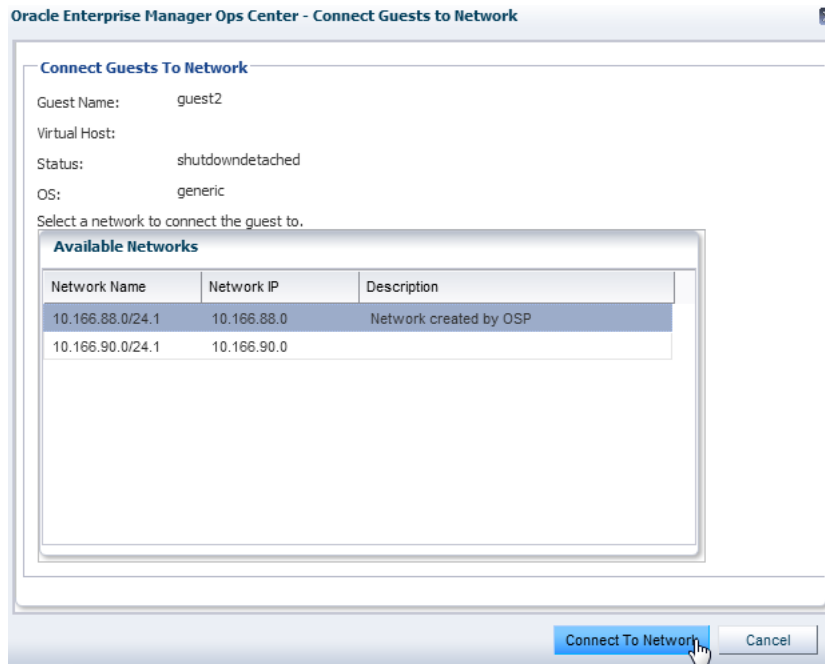 Oracle Enterprise Manager Ops Center - Connect Guests to Network
Connect Guests To Network
Guest Name: guest2
Virtual Host:
Status: shutdowndetached
OS: generic
Select a network to connect the guest to.
Available Networks
Network Name Network IP Description
10.166.88.0/24.1 10.166.88.0 Network created by OSP
10.166.90.0/24.1 10.166.90.0
Connect To Network Cancel